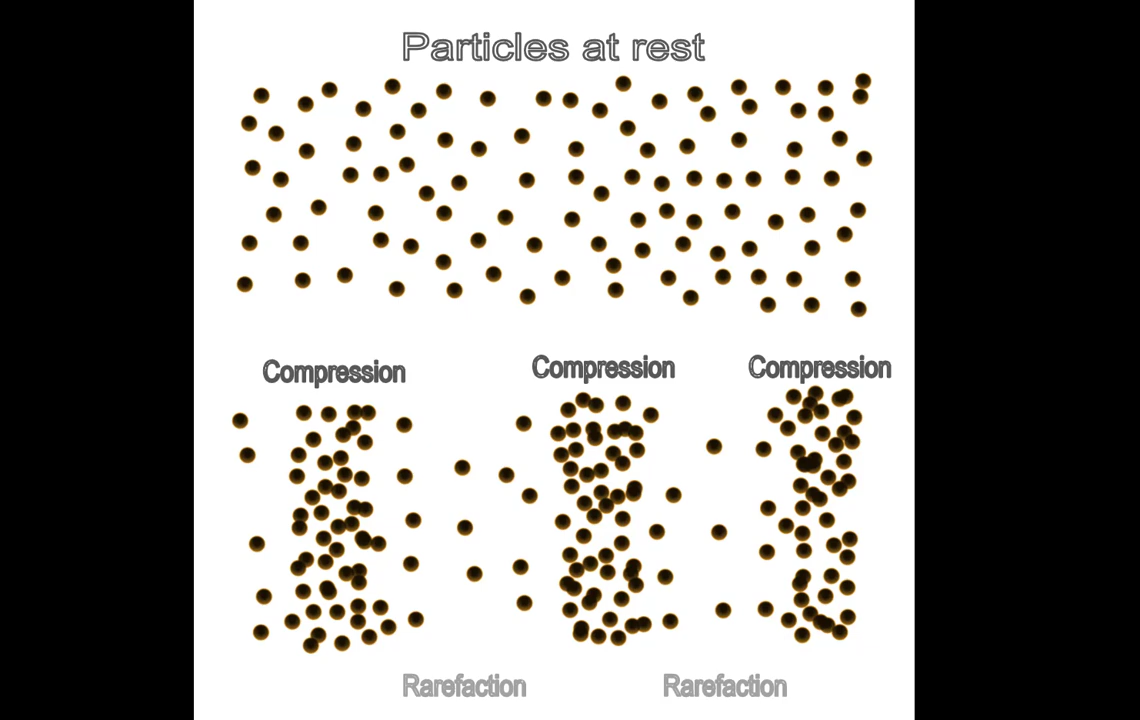 Particles at rest
Compression
Compression
Compression
Rarefaction
Rarefaction